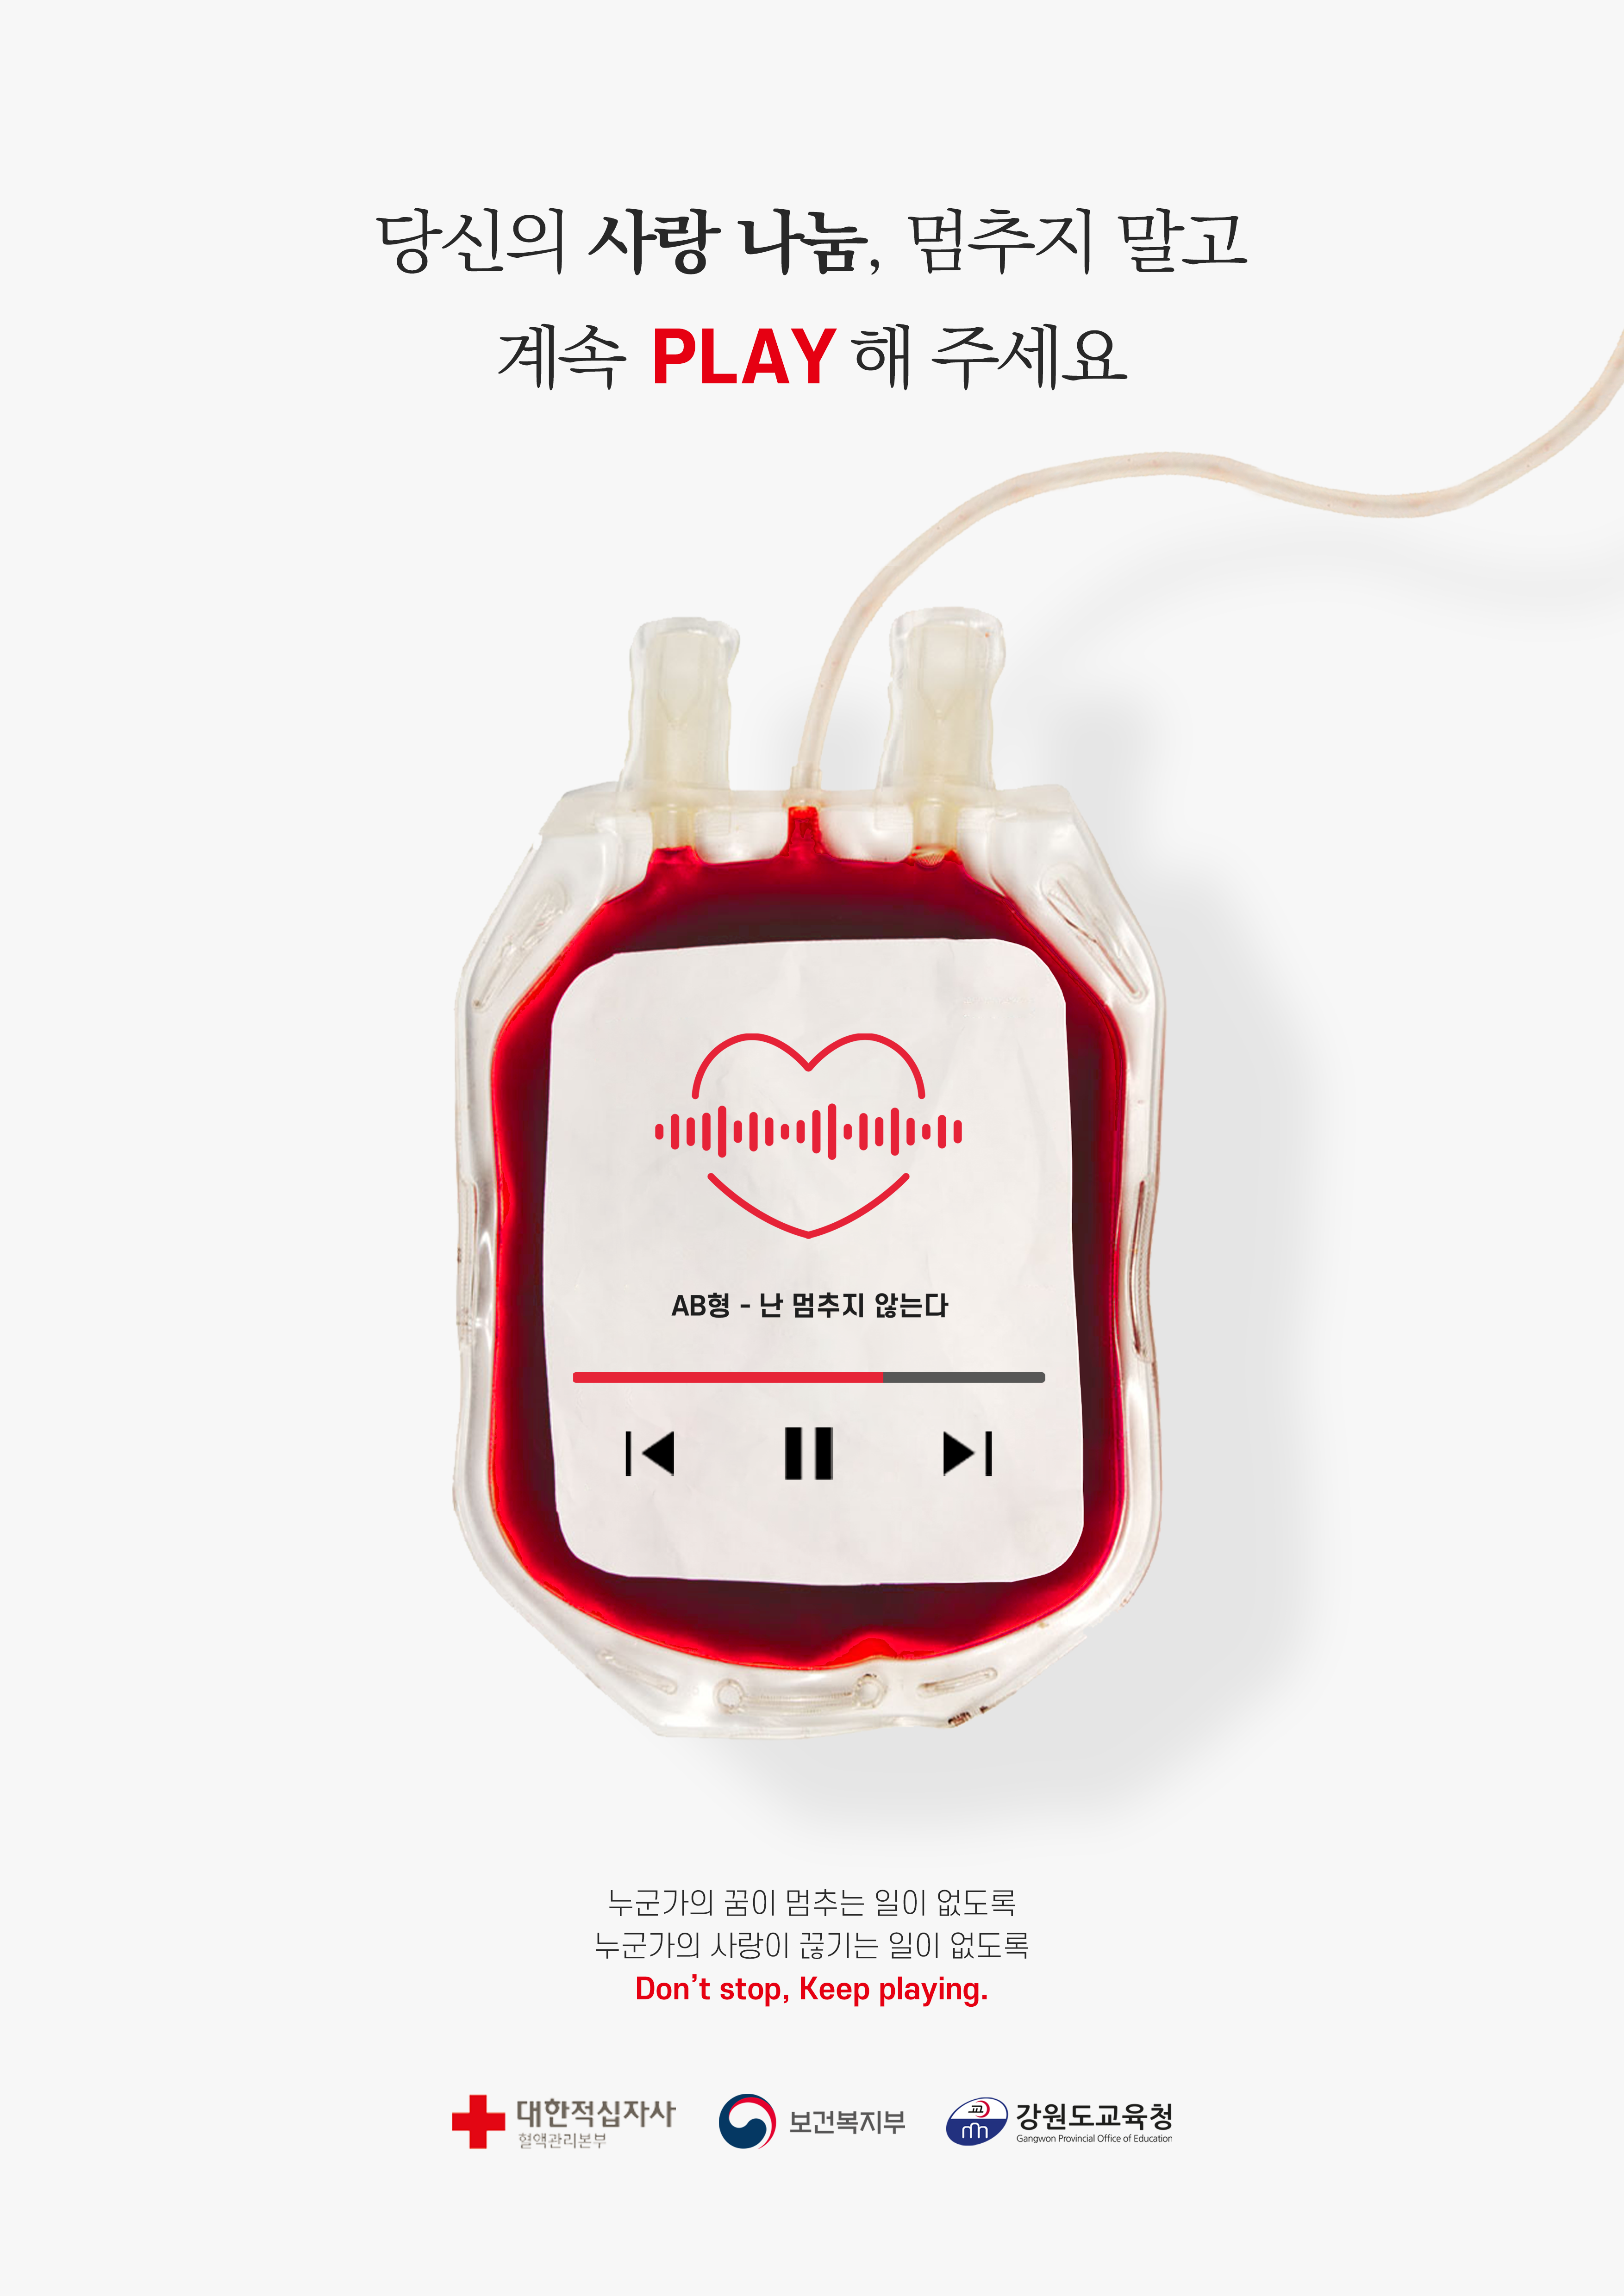 당신의 사랑 나눔, 멈추지 말고
계속 PLAY 해 주세요
AB형 - 난 멈추지 않는다
누군가의 꿈이 멈추는 일이 없도록
누군가의 사랑이 끊기는 일이 없도록
Don't stop, Keep playing.
대한적십자사
혈액관리본부
보건복지부
교
강원도교육청
Gangwon Provincial Office of Education